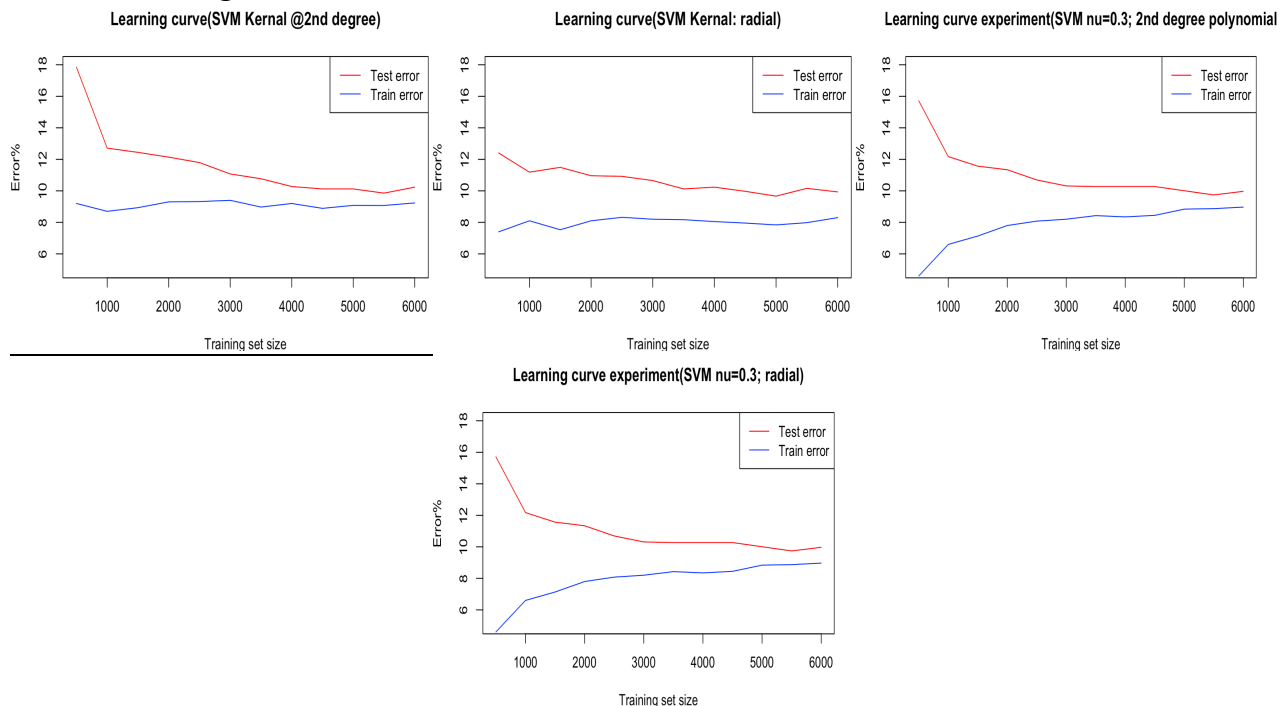 Learning curve(SVM Kernal @2nd degree)
Error%
18
16
14
12
10
8
6
Test error
Train error
1000 2000 3000 4000 5000 6000
Training set size
Learning curve(SVM Kernal: radial)
Error%
18
16
14
12
10
8
6
Test error
Train error
1000 2000 3000 4000 5000 6000
Training set size
Learning curve experiment(SVM nu=0.3; 2nd degree polynomial
Error%
18
16
14
12
10
8
6
Test error
Train error
1000 2000 3000 4000 5000 6000
Training set size
Learning curve experiment(SVM nu=0.3; radial)
Error%
18
16
14
12
10
8
6
Test error
Train error
1000 2000 3000 4000 5000 6000
Training set size